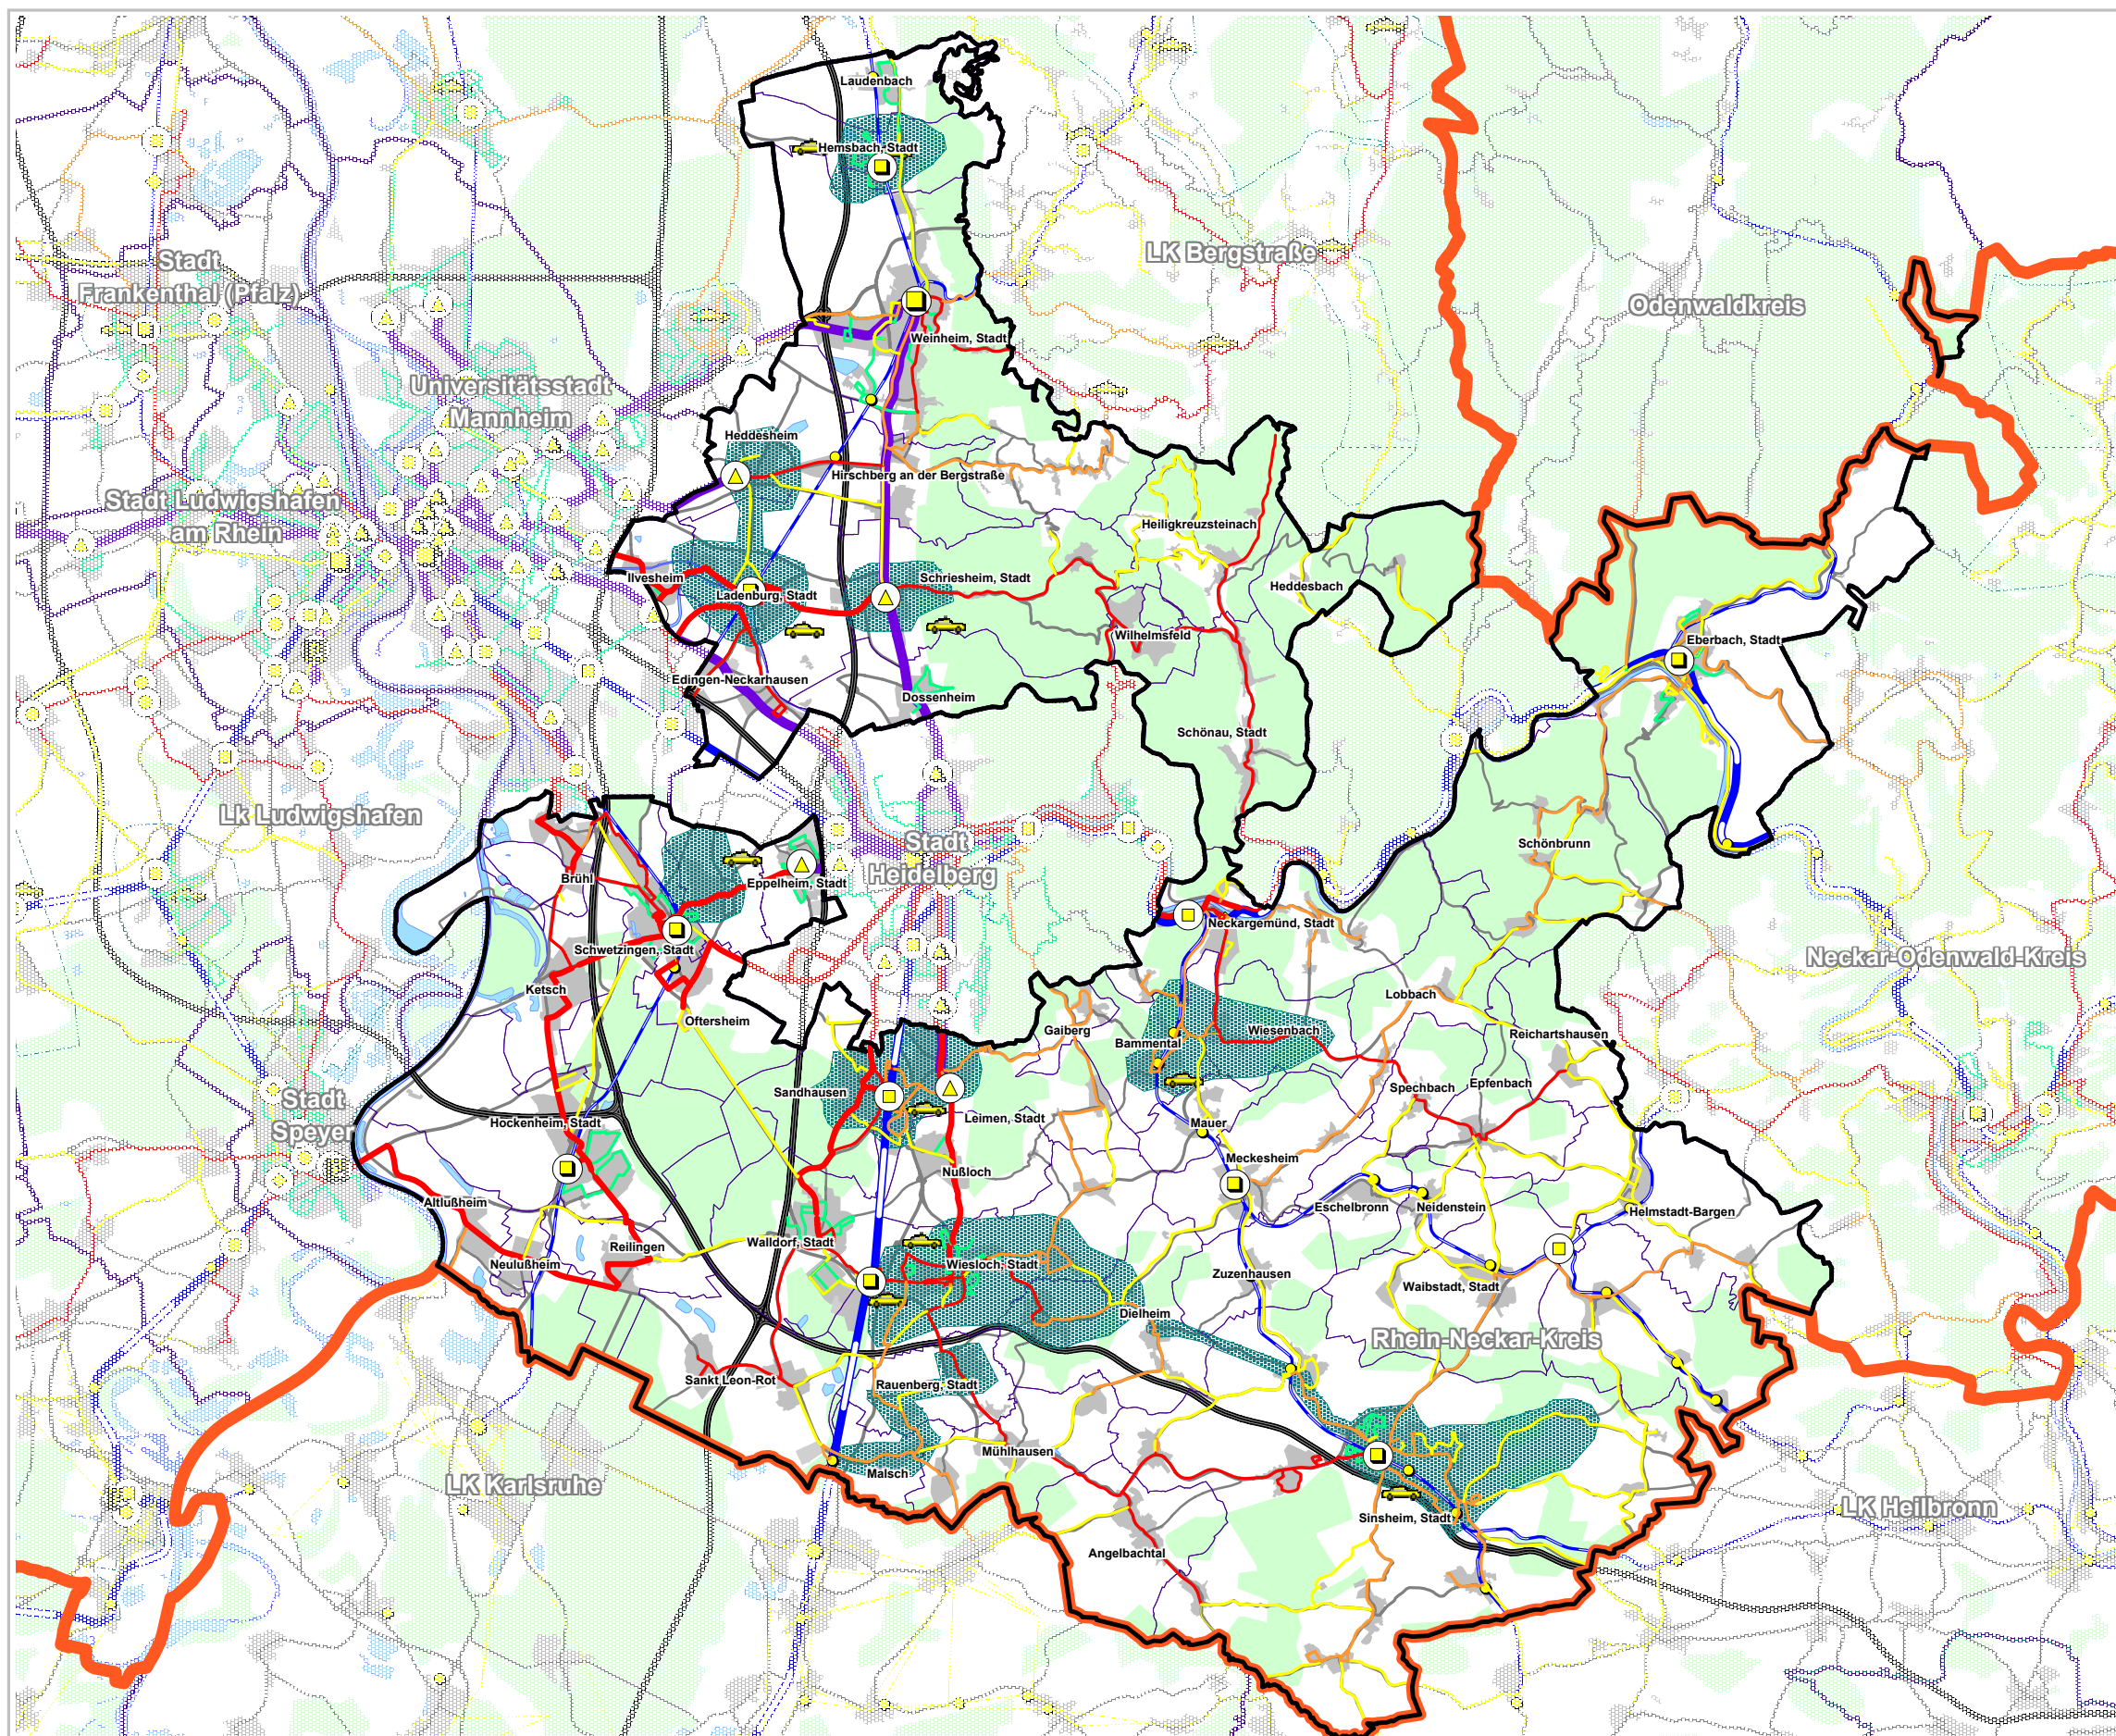 Laudenbach
Hemsbach, Stadt
Stadt
Frankenthal (Pfalz)
LK Bergstraße
Odenwaldkreis
Weinheim, Stadt
Universitätsstadt
Mannheim
Heddesheim
Hirschberg an der Bergstraße
Stadt Ludwigshafen
am Rhein
Heiligkreuzsteinach
Ilvesheim
Ladenburg, Stadt
Schriesheim, Stadt
Heddesbach
Wilhelmsfeld
Eberbach, Stadt
Edingen-Neckarhausen
Dossenheim
Schönau, Stadt
Lk Ludwigshafen
Stadt
Heidelberg
Schönbrunn
Brühl
Eppelheim, Stadt
Neckargemünd, Stadt
Schwetzingen, Stadt
Neckar-Odenwald-Kreis
Ketsch
Oftersheim
Lobbach
Gaiberg
Bammental
Wiesenbach
Reichartshausen
Stadt
Speyer
Sandhausen
Spechbach
Epfenbach
Leimen, Stadt
Hockenheim, Stadt
Mauer
Meckesheim
Nußloch
Altlußheim
Eschelbronn
Neidenstein
Helmstadt-Bargen
Walldorf, Stadt
Reilingen
Neulußheim
Wiesloch, Stadt
Zuzenhausen
Waibstadt, Stadt
Dielheim
Rhein-Neckar-Kreis
Sankt Leon-Rot
Rauenberg, Stadt
Mühlhausen
Malsch
LK Karlsruhe
LK Heilbronn
Sinsheim, Stadt
Angelbachtal